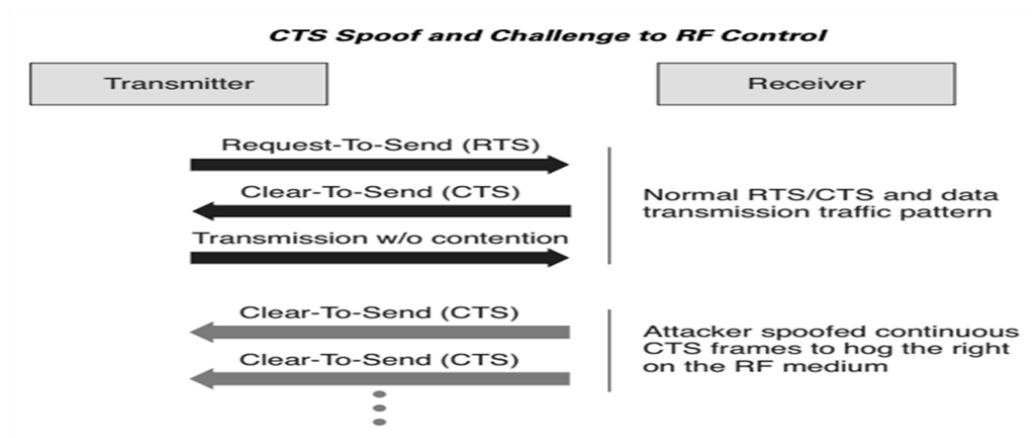 CTS Spoof and Challenge to RF Control
Transmitter
Receiver
Request-To-Send (RTS)
Clear-To-Send (CTS)
Transmission w/o contention
Normal RTS/CTS and data
transmission traffic pattern
Clear-To-Send (CTS)
Clear-To-Send (CTS)
Attacker spoofed continuous
CTS frames to hog the right
on the RF medium